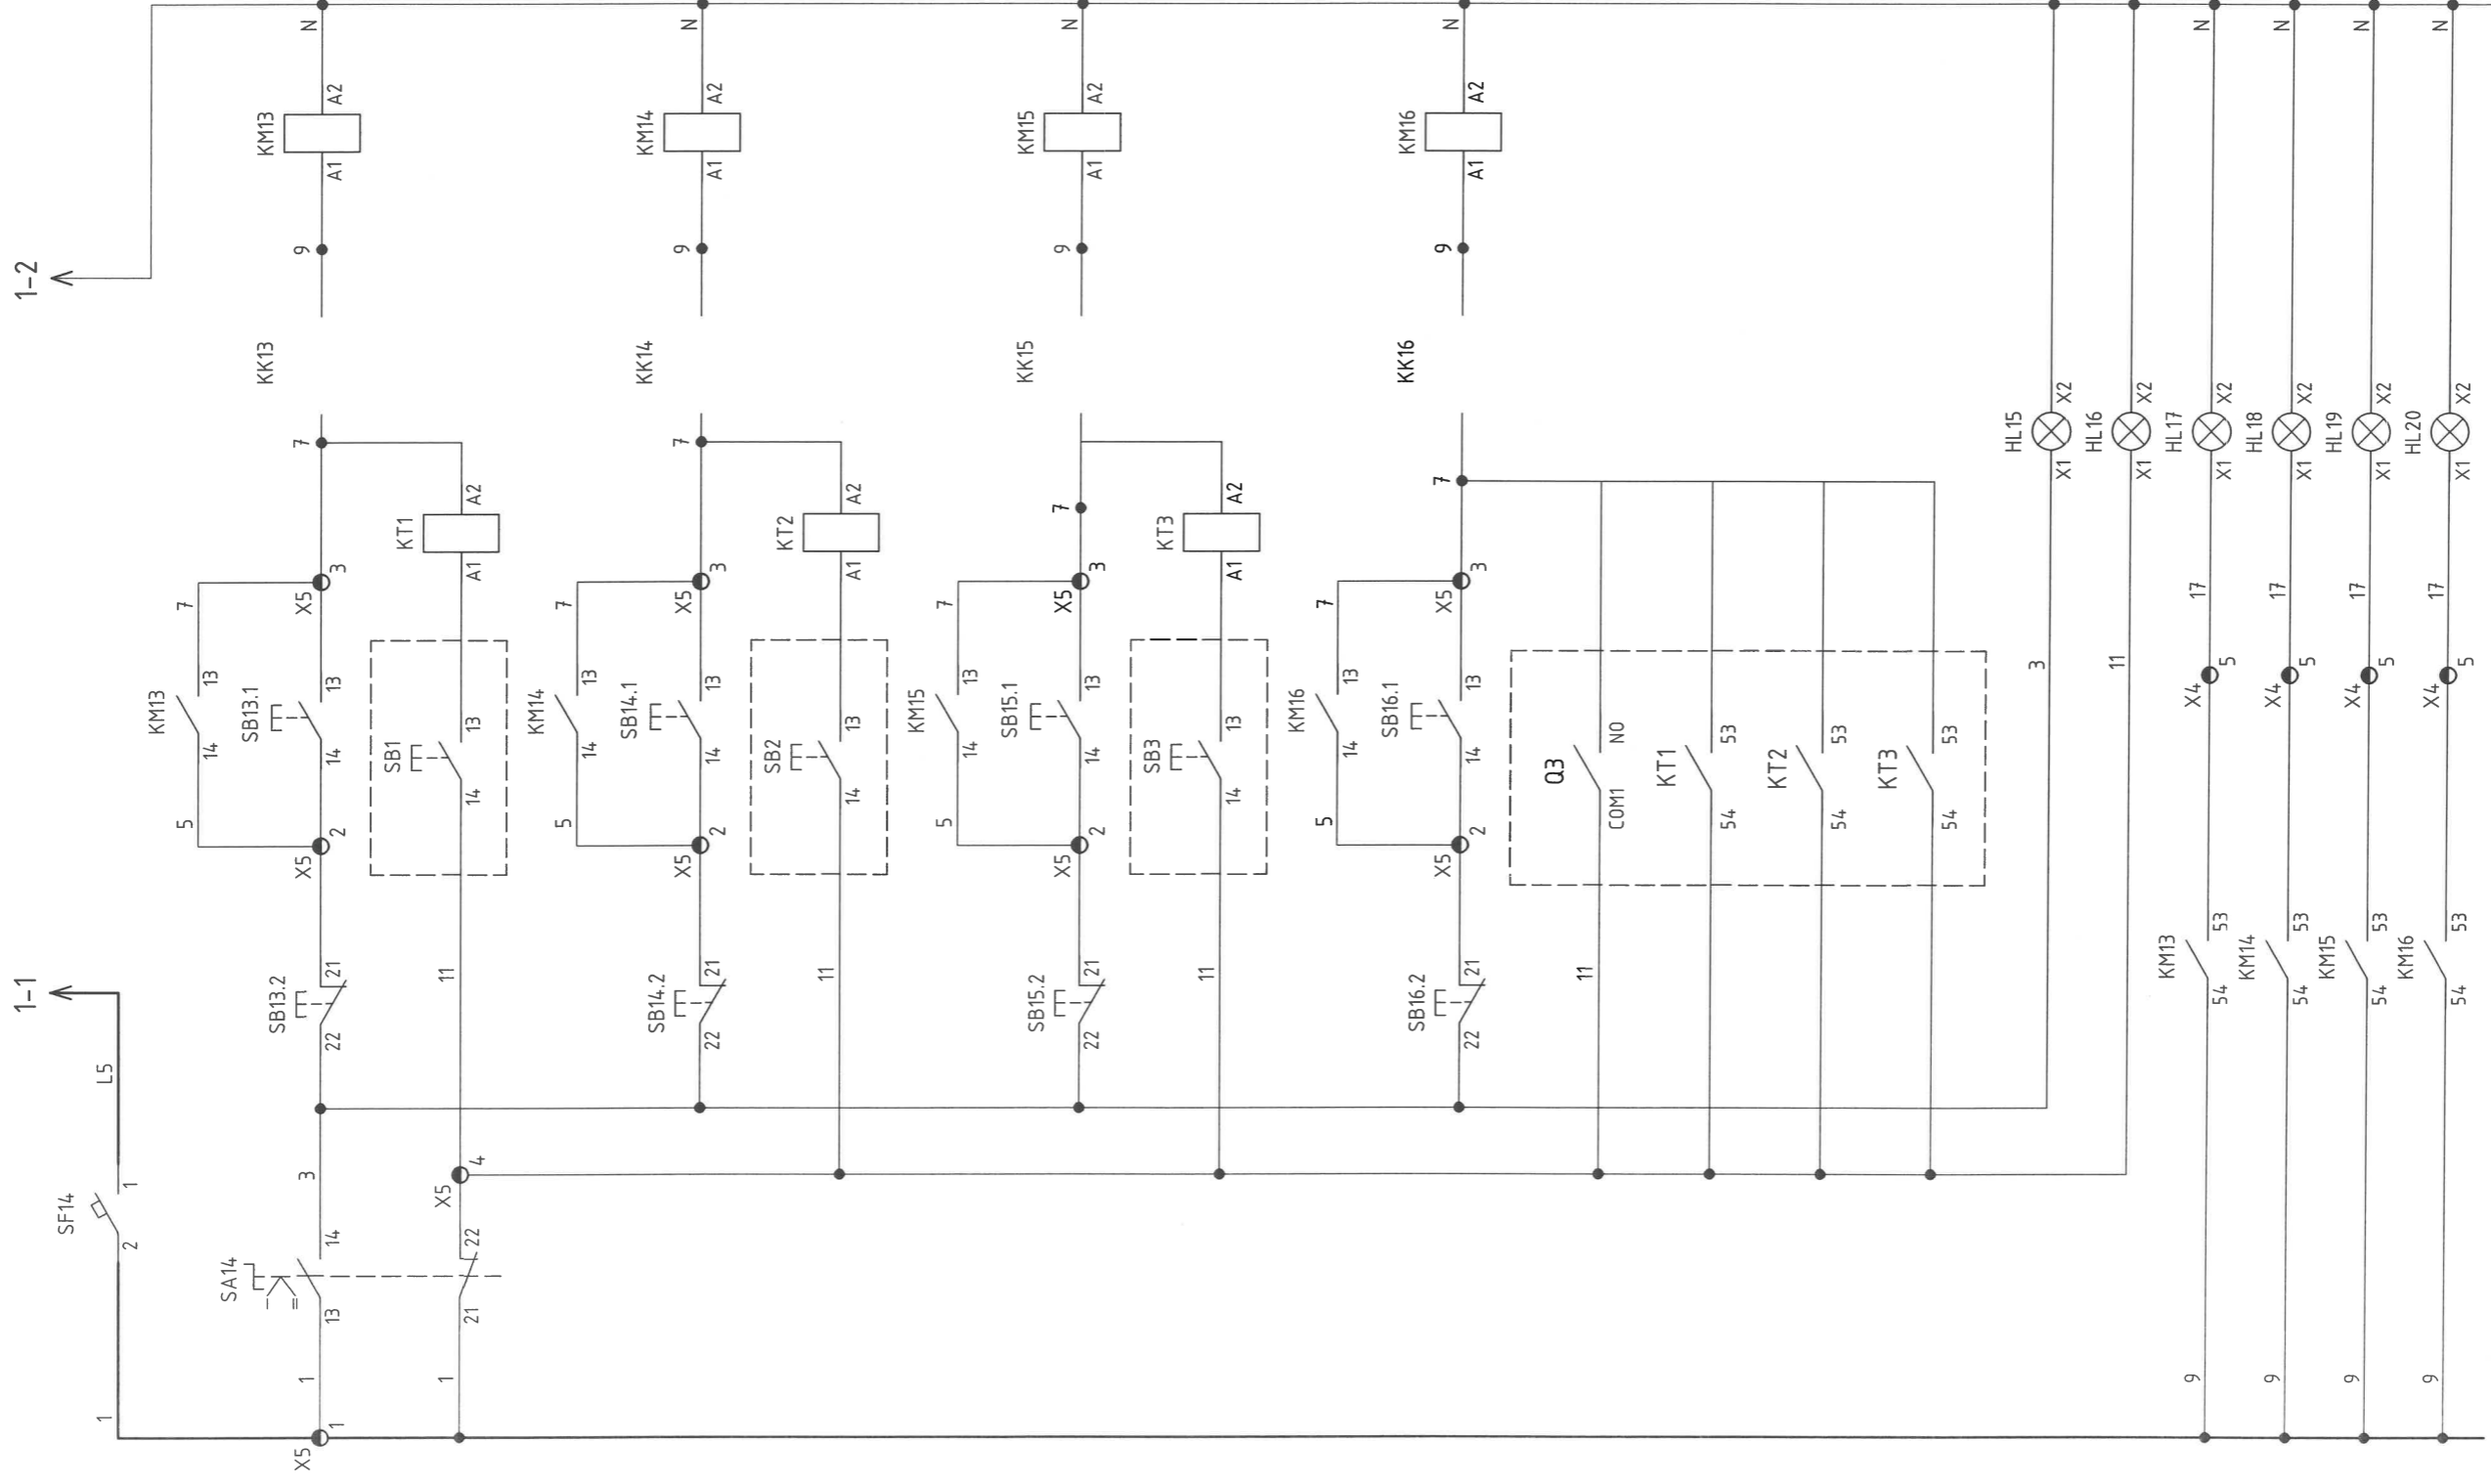 1-1 1-2
SF14
1 L5
2 1
KM13
5 7
14 13
SA14
SB13.1
KK13 KM13
I
SB13.2
II
X5 1 3 X5 X5 7 9 N
1 13 14 22 21 2 14 13 3 A1 A2
SB1 KT1
1 X5 11
21 22 4 14 13 A1 A2
KM14
5 7
14 13
SB14.1
KK14 KM14
SB14.2
X5 X5 7 9 N
22 21 2 14 13 3 A1 A2
SB2 KT2
11
14 13 A1 A2
KM15
5 7
14 13
SB15.1
KK15 KM15
SB15.2
X5 X5 7 9 N
22 21 2 14 13 3 A1 A2
SB3 KT3
11
14 13 A1 A2
KM16
5 7
14 13
SB16.1
KK16 KM16
SB16.2
X5 X5 7 9 N
22 21 2 14 13 3 A1 A2
Q3
11
COM1 NO
KT1
54 53
KT2
54 53
KT3
54 53
HL15
3
X1 X2
HL16
11
X1 X2
KM13 HL17
9 X4 17 N
54 53 5 X1 X2
KM14 HL18
9 X4 17 N
54 53 5 X1 X2
KM15 HL19
9 X4 17 N
54 53 5 X1 X2
KM16 HL20
9 X4 17 N
54 53 5 X1 X2